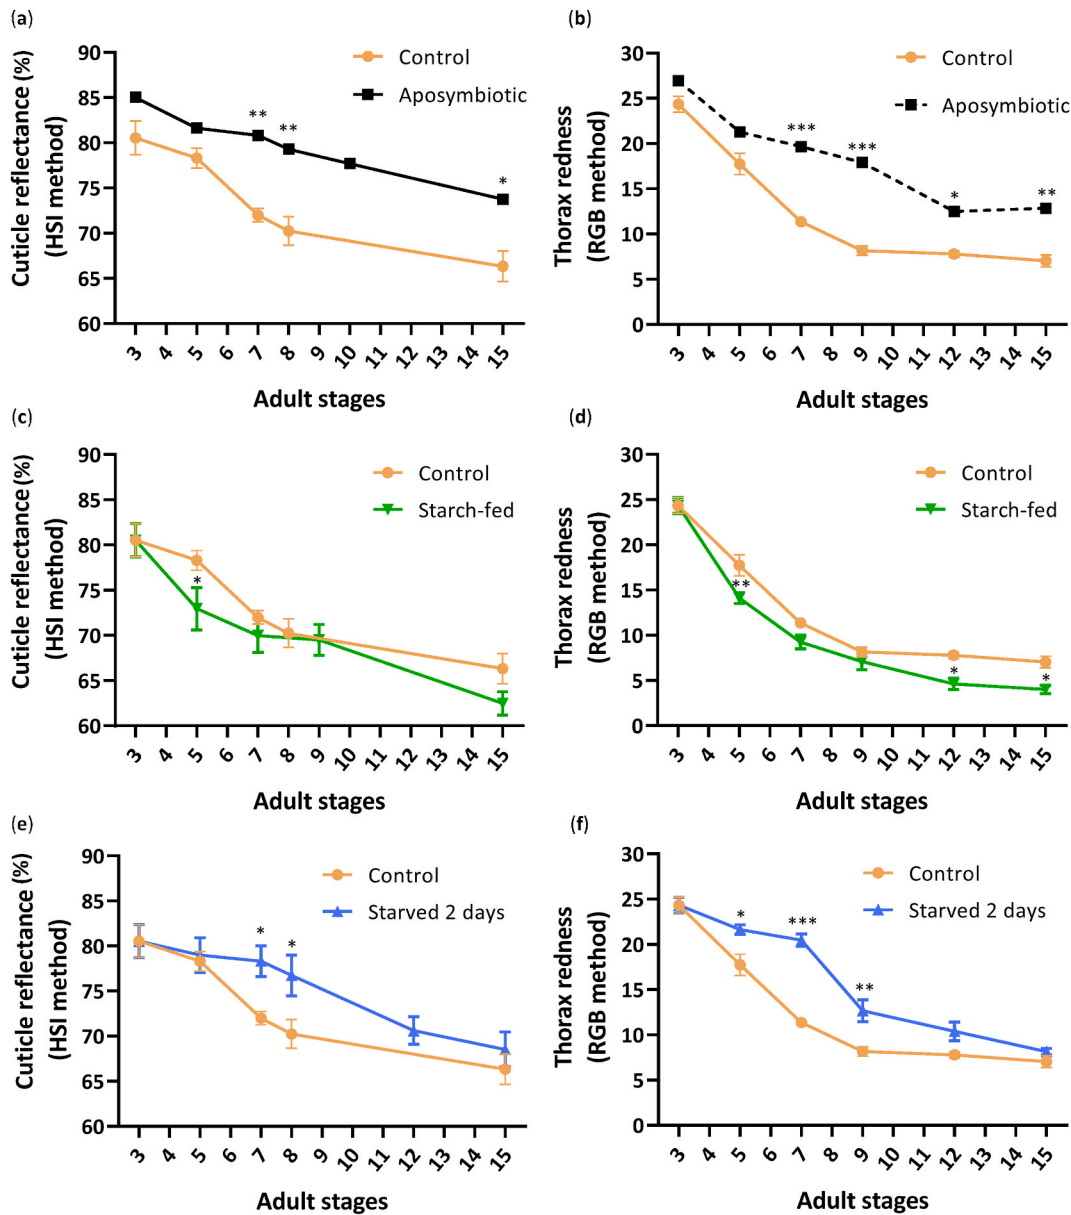 (a)
Cuticle reflectance (%)
(HSI method)
90
85
80
75
70
65
60
Control
Aposymbiotic
**
**
*
3 4 5 6 7 8 9 10 11 12 13 14 15
Adult stages
(b)
Thorax redness
(RGB method)
30
25
20
15
10
5
0
Control
Aposymbiotic
***
***
*
**
3 4 5 6 7 8 9 10 11 12 13 14 15
Adult stages
(c)
Cuticle reflectance (%)
(HSI method)
90
85
80
75
70
65
60
Control
Starch-fed
*
3 4 5 6 7 8 9 10 11 12 13 14 15
Adult stages
(d)
Thorax redness
(RGB method)
30
25
20
15
10
5
0
Control
Starch-fed
**
*
*
3 4 5 6 7 8 9 10 11 12 13 14 15
Adult stages
(e)
Cuticle reflectance (%)
(HSI method)
90
85
80
75
70
65
60
Control
Starved 2 days
*
*
3 4 5 6 7 8 9 10 11 12 13 14 15
Adult stages
(f)
Thorax redness
(RGB method)
30
25
20
15
10
5
0
Control
Starved 2 days
*
***
**
3 4 5 6 7 8 9 10 11 12 13 14 15
Adult stages